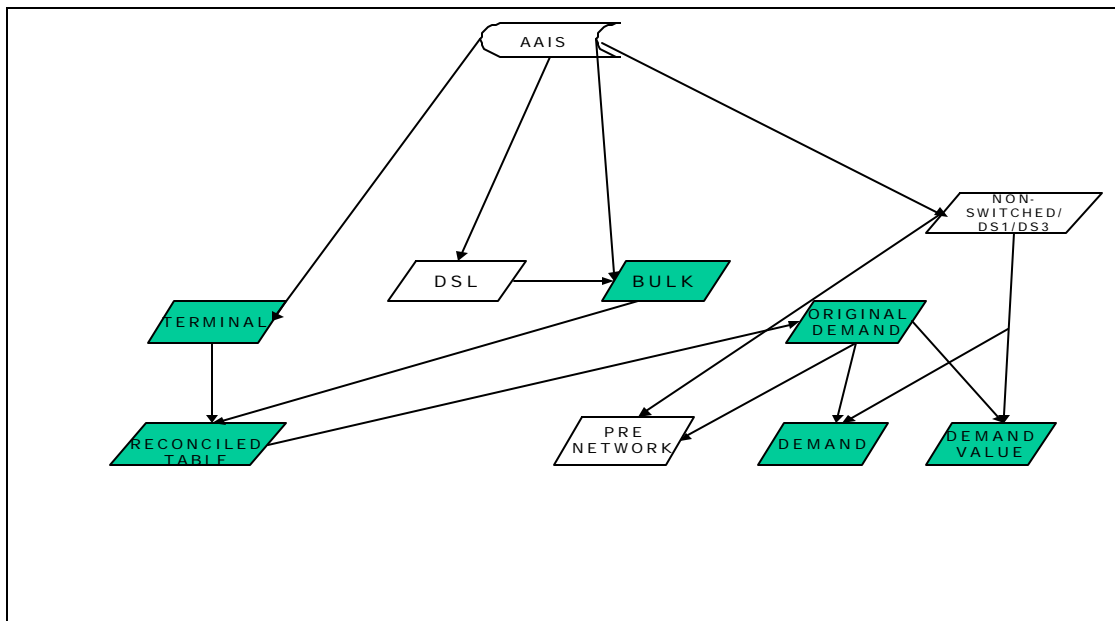 AAIS
NON-
SWITCHED/
DS1/DS3
DSL
BULK
TERMINAL
ORIGINAL
DEMAND
RECONCILED
TABLE
PRE
NETWORK
DEMAND
DEMAND
VALUE